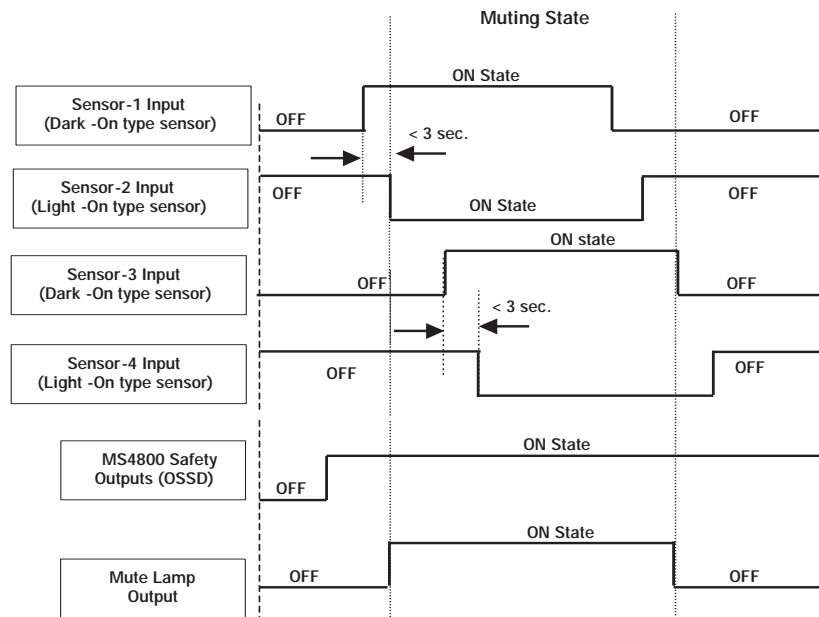 Muting State
ON State
Sensor-1 Input
(Dark -On type sensor)
OFF
OFF
< 3 sec.
Sensor-2 Input
(Light -On type sensor)
OFF
OFF
ON State
ON state
Sensor-3 Input
(Dark -On type sensor)
OFF
OFF
< 3 sec.
Sensor-4 Input
(Light -On type sensor)
OFF
OFF
ON State
MS4800 Safety
Outputs (OSSD)
OFF
ON State
Mute Lamp
Output
OFF
OFF